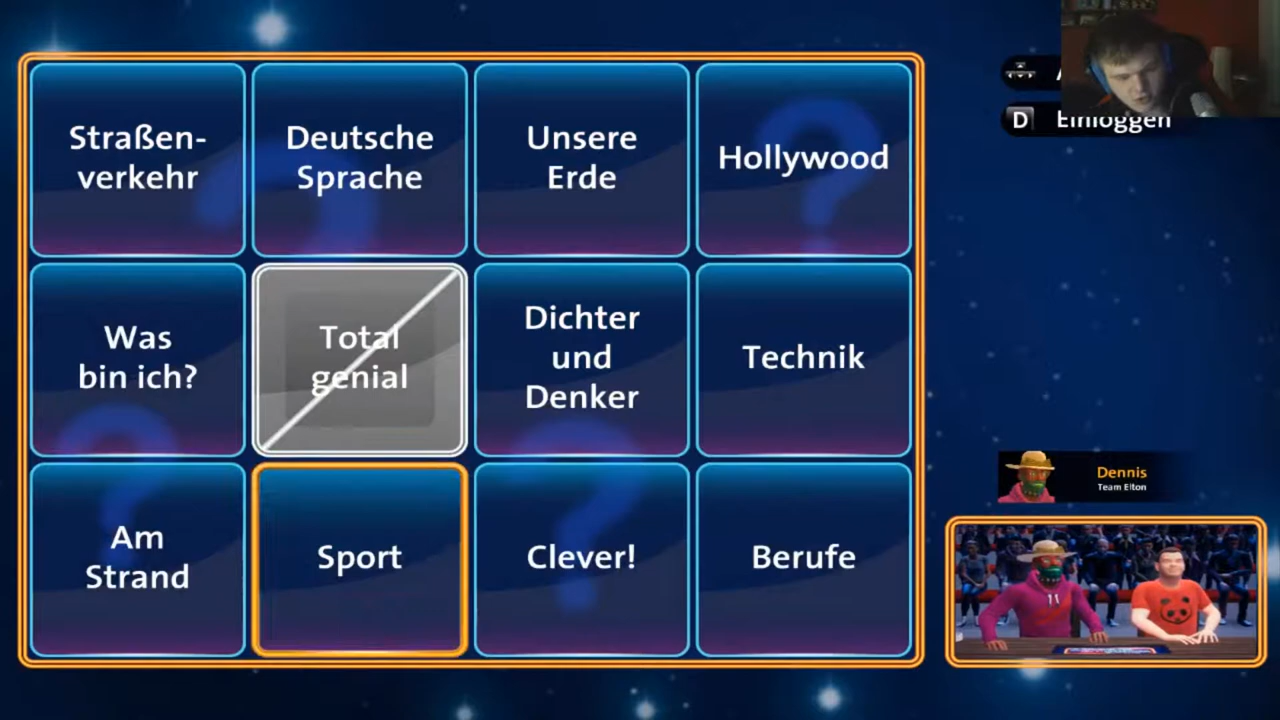 Straßen-
verkehr
Deutsche
Sprache
Unsere
Erde
Hollywood
Was
bin ich?
Total
genial
Dichter
und
Denker
Technik
Am
Strand
Sport
Clever!
Berufe
D Einloggen
Dennis
Team Elton